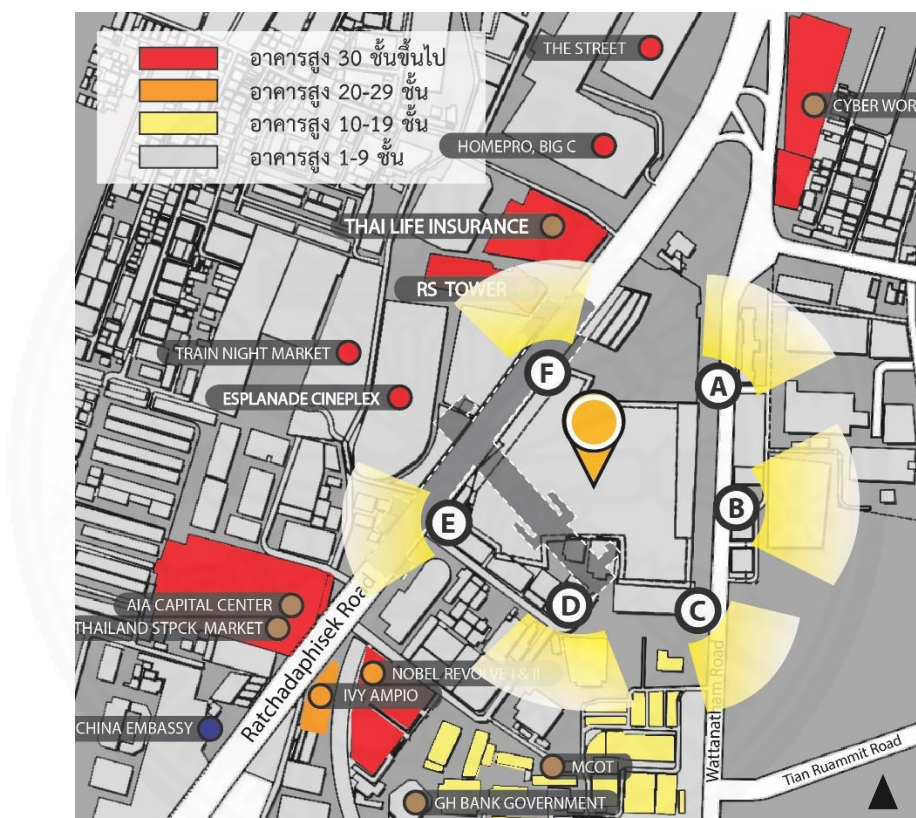 อาคารสูง 30 ชั้นขึ้นไป
อาคารสูง 20-29 ชั้น
อาคารสูง 10-19 ชั้น
อาคารสูง 1-9 ชั้น
THE STREET
CYBER WOR
HOMEPRO, BIG C
THAI LIFE INSURANCE
RS TOWER
TRAIN NIGHT MARKET
ESPLANADE CINEPLEX
F
A
B
E
D
C
AIA CAPITAL CENTER
THAILAND STPCK MARKET
Ratchadaphisek Road
NOBEL REVOLVE I & II
IVY AMPIO
CHINA EMBASSY
Wattanatham Road
MCOT
Tian Ruammit Road
GH BANK GOVERNMENT